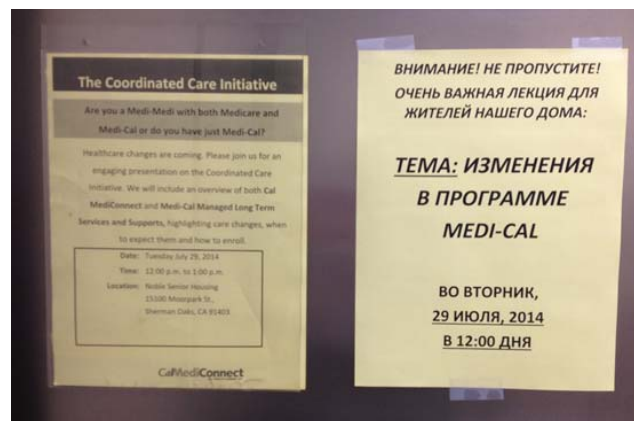 The Coordinated Care Initiative
Are you a Medi-Medi with both Medicare and
Medi-Cal or do you have just Medi-Cal?
Healthcare changes are coming. Please join us for an
engaging presentation on the Coordinated Care
Initiative. We will include an overview of both Cal
MediConnect and Medi-Cal Managed Long Term
Services and Supports, highlighting care changes, when
to expect them and how to enroll.
Date: Tuesday July 29, 2014
Time: 12:00 p.m. to 1:00 p.m.
Location: Noble Senior Housing
15100 Moorpark St.,
Sherman Oaks, CA 91403
CalMediConnect
ВНИМАНИЕ! НЕ ПРОПУСТИТЕ!
ОЧЕНЬ ВАЖНАЯ ЛЕКЦИЯ ДЛЯ
ЖИТЕЛЕЙ НАШЕГО ДОМА:
ТЕМА: ИЗМЕНЕНИЯ
В ПРОГРАММЕ
MEDI-CAL
ВО ВТОРНИК,
29 ИЮЛЯ, 2014
В 12:00 ДНЯ